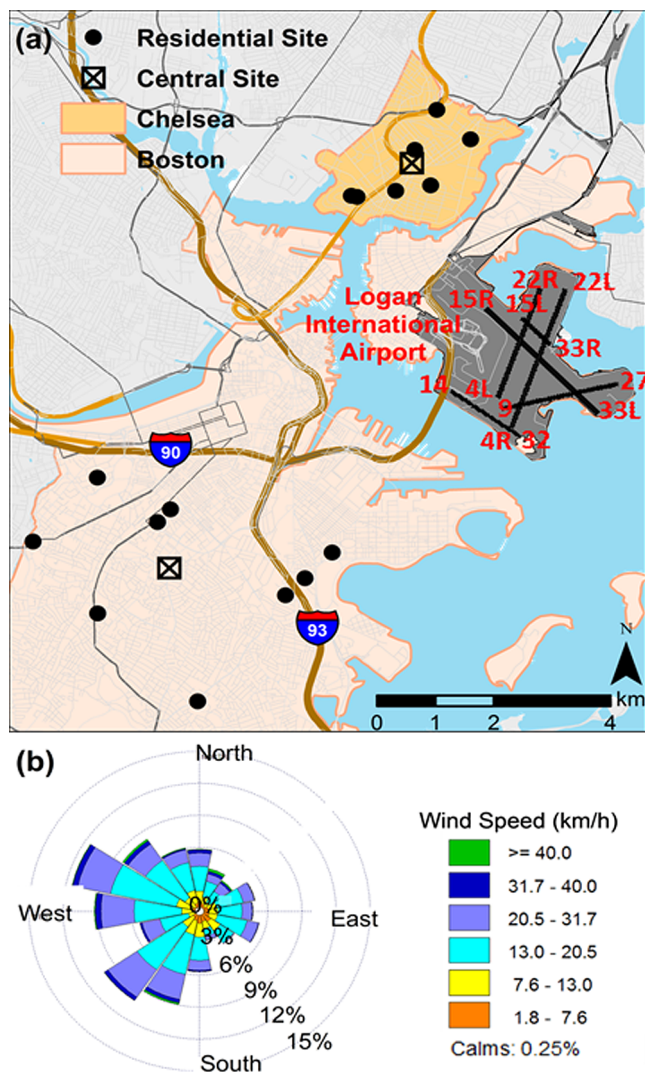 (a)
Residential Site
Central Site
Chelsea
Boston
Logan
International
Airport
22R
22L
15R
15L
33R
14
4L
27
9
33L
4R
32
90
93
N
km
0 1 2 4
(b)
North
West
East
South
0%
3%
6%
9%
12%
15%
Wind Speed (km/h)
>= 40.0
31.7 - 40.0
20.5 - 31.7
13.0 - 20.5
7.6 - 13.0
1.8 - 7.6
Calms: 0.25%